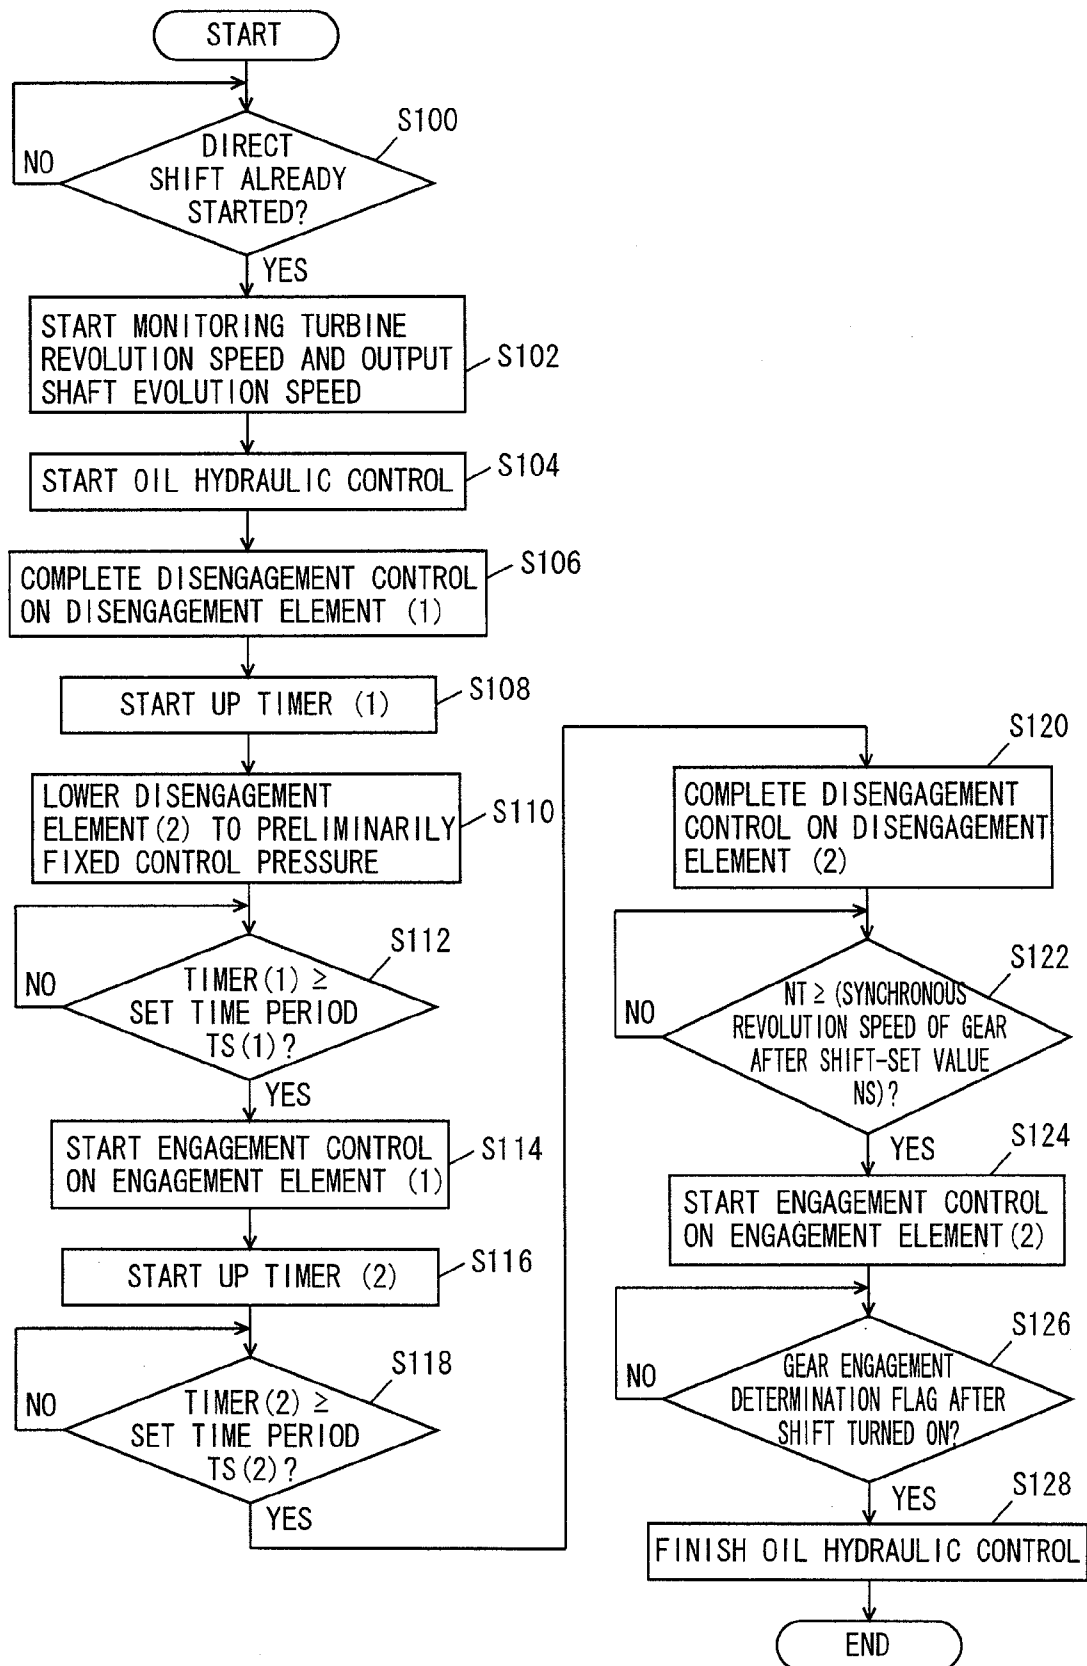 START
S100
DIRECT
SHIFT ALREADY
STARTED?
NO
YES
START MONITORING TURBINE
REVOLUTION SPEED AND OUTPUT
SHAFT EVOLUTION SPEED
S102
START OIL HYDRAULIC CONTROL
S104
COMPLETE DISENGAGEMENT CONTROL
ON DISENGAGEMENT ELEMENT (1)
S106
START UP TIMER (1)
S108
LOWER DISENGAGEMENT
ELEMENT(2) TO PRELIMINARILY
FIXED CONTROL PRESSURE
S110
S112
TIMER(1) ≥
SET TIME PERIOD
TS(1)?
NO
YES
START ENGAGEMENT CONTROL
ON ENGAGEMENT ELEMENT (1)
S114
START UP TIMER (2)
S116
S118
TIMER(2) ≥
SET TIME PERIOD
TS(2)?
NO
YES
S120
COMPLETE DISENGAGEMENT
CONTROL ON DISENGAGEMENT
ELEMENT (2)
S122
NT ≥ (SYNCHRONOUS
REVOLUTION SPEED OF GEAR
AFTER SHIFT-SET VALUE
NS)?
NO
YES
S124
START ENGAGEMENT CONTROL
ON ENGAGEMENT ELEMENT(2)
S126
GEAR ENGAGEMENT
DETERMINATION FLAG AFTER
SHIFT TURNED ON?
NO
YES
S128
FINISH OIL HYDRAULIC CONTROL
END